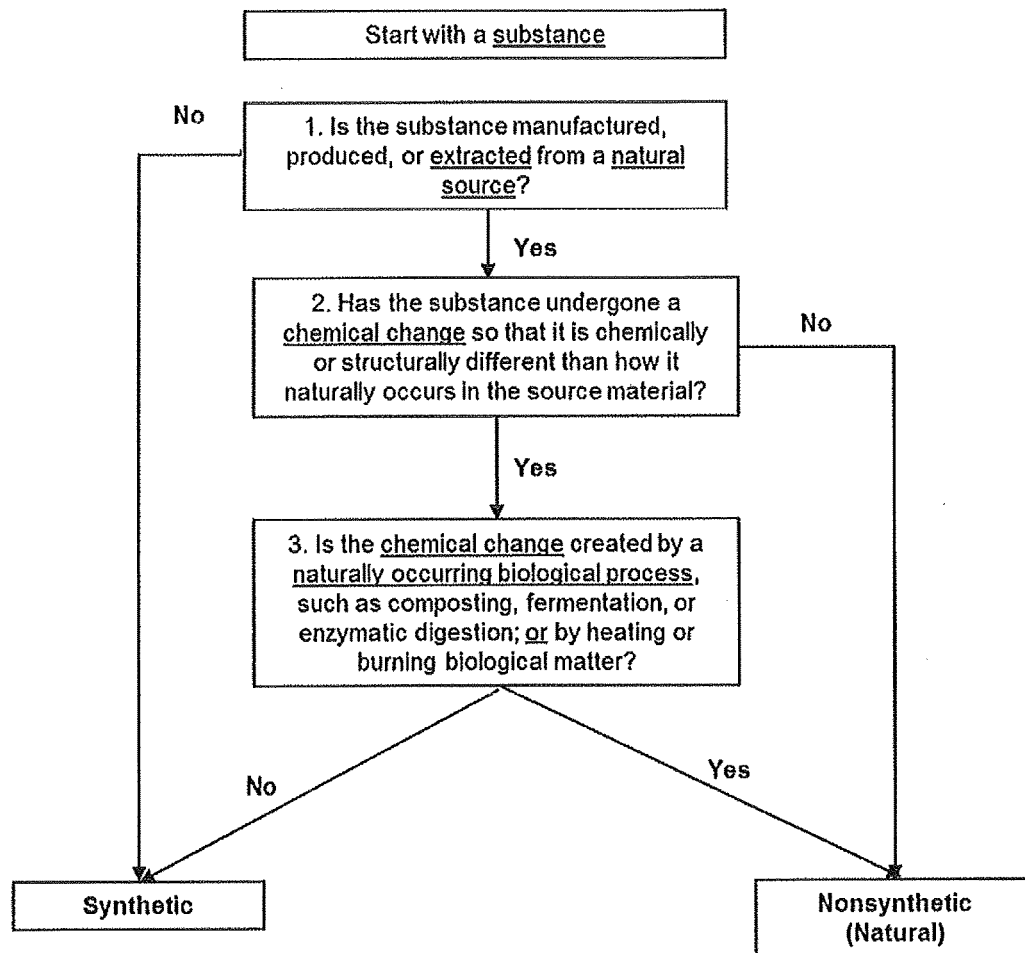 Start with a substance
No
1. Is the substance manufactured,
produced, or extracted from a natural
source?
Yes
2. Has the substance undergone a
chemical change so that it is chemically
or structurally different than how it
naturally occurs in the source material?
No
Yes
3. Is the chemical change created by a
naturally occurring biological process,
such as composting, fermentation, or
enzymatic digestion; or by heating or
burning biological matter?
No
Yes
Synthetic
Nonsynthetic
(Natural)